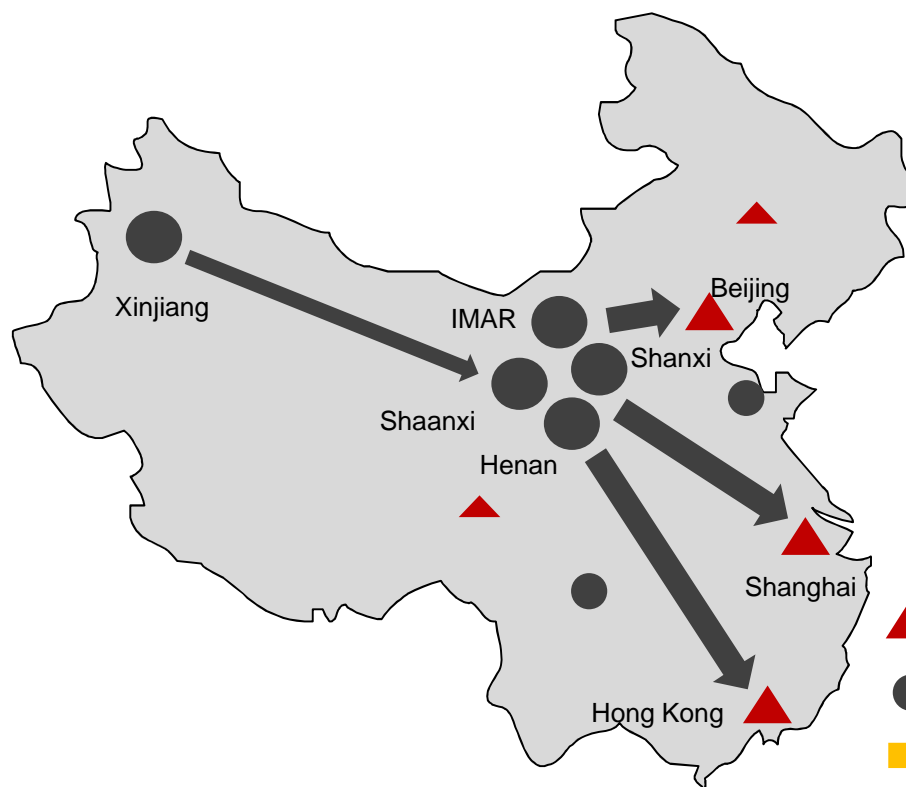 Beijing
Xinjiang
IMAR
Shanxi
Shaanxi
Henan
Shanghai
Hong Kong